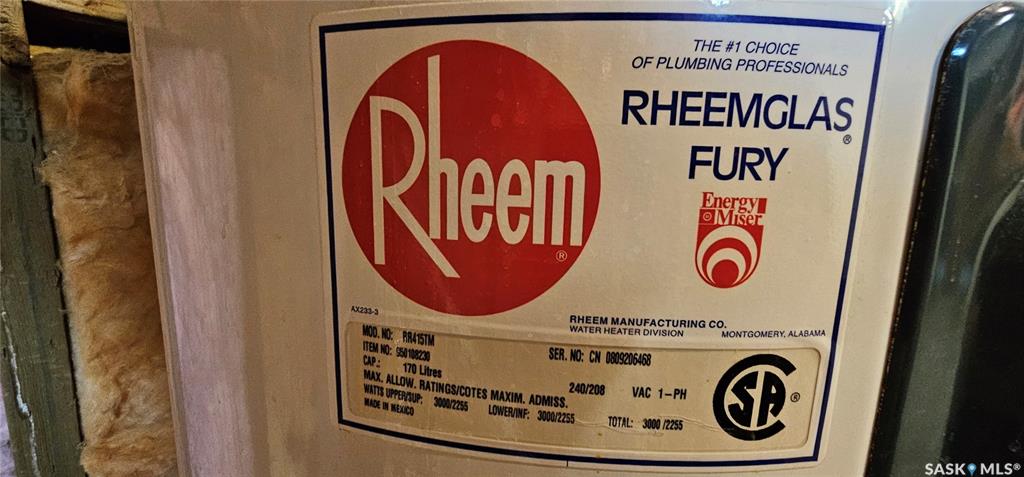 Rheem®
THE #1 CHOICE
OF PLUMBING PROFESSIONALS
RHEEMGLAS®
FURY
Energy
Miser
AX233-3
RHEEM MANUFACTURING CO.
WATER HEATER DIVISION MONTGOMERY, ALABAMA
MOD. NO: RR415TM
ITEM NO: 950108230 SER. NO: CN 0809206468
CAP.: 170 Litres
MAX. ALLOW. RATINGS/COTES MAXIM. ADMISS. 240/208 VAC 1-PH
WATTS UPPER/SUP: 3000/2255 LOWER/INF: 3000/2255 TOTAL: 3000/2255
MADE IN MEXICO
CSA®
SASK MLS®